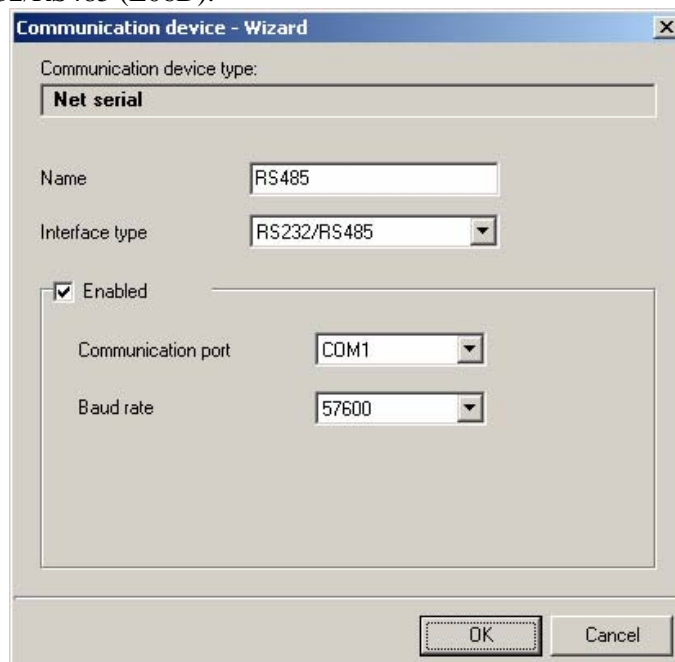 Communication device - Wizard
Communication device type:
Net serial
Name RS485
Interface type RS232/RS485
Enabled
Communication port COM1
Baud rate 57600
OK Cancel